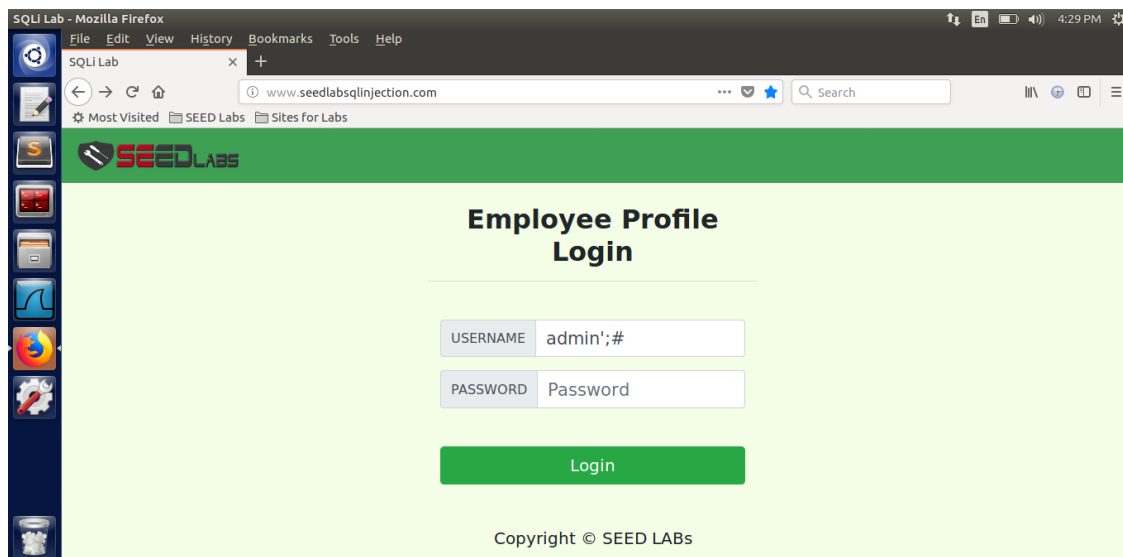 SQLi Lab - Mozilla Firefox
En 4:29 PM
File Edit View History Bookmarks Tools Help
SQLi Lab × +
www.seedlabsqlinjection.com ••• Search
Most Visited SEED Labs Sites for Labs
SEEDLABS
Employee Profile
Login
USERNAME admin';#
PASSWORD Password
Login
Copyright © SEED LABs